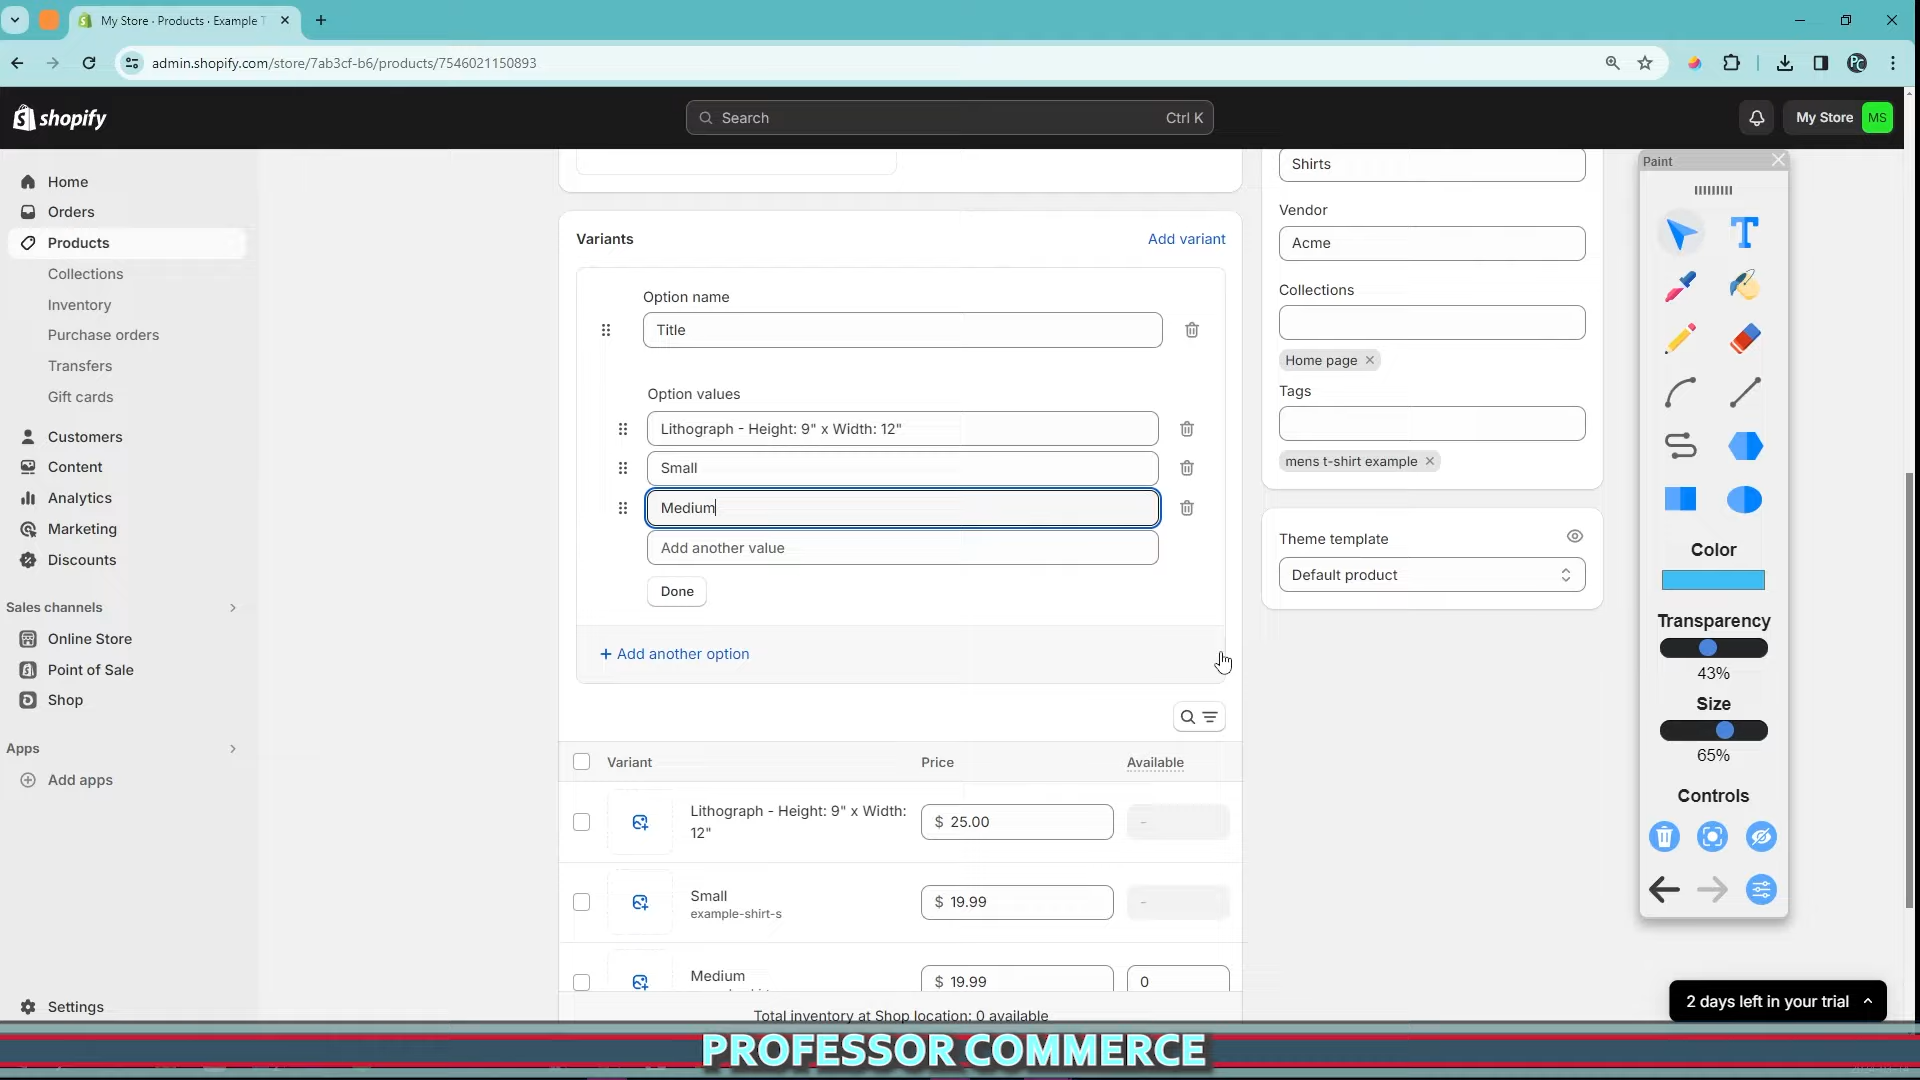 My Store · Products · Example T
admin.shopify.com/store/7ab3cf-b6/products/7546021150893
shopify
Search
Ctrl K
My Store
MS
Home
Orders
Products
Collections
Inventory
Purchase orders
Transfers
Gift cards
Customers
Content
Analytics
Marketing
Discounts
Sales channels
Online Store
Point of Sale
Shop
Apps
Add apps
Settings
Variants
Add variant
Option name
Title
Option values
Lithograph - Height: 9" x Width: 12"
Small
Medium
Add another value
Done
+ Add another option
Variant
Price
Available
Lithograph - Height: 9" x Width:
12"
$ 25.00
-
Small
example-shirt-s
$ 19.99
-
Medium
$ 19.99
0
Total inventory at Shop location: 0 available
Shirts
Vendor
Acme
Collections
Home page
Tags
mens t-shirt example
Theme template
Default product
Paint
Color
Transparency
43%
Size
65%
Controls
2 days left in your trial
PROFESSOR COMMERCE